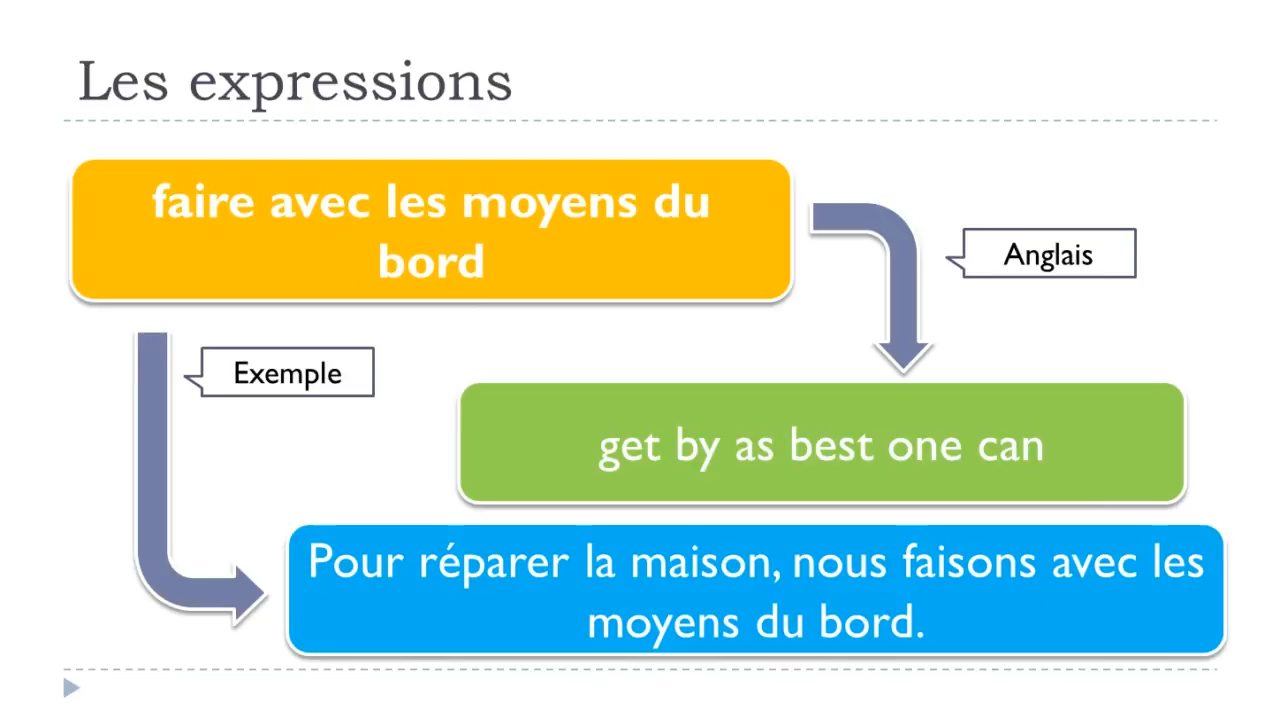 Les expressions
faire avec les moyens du
bord
Anglais
Exemple
get by as best one can
Pour réparer la maison, nous faisons avec les
moyens du bord.